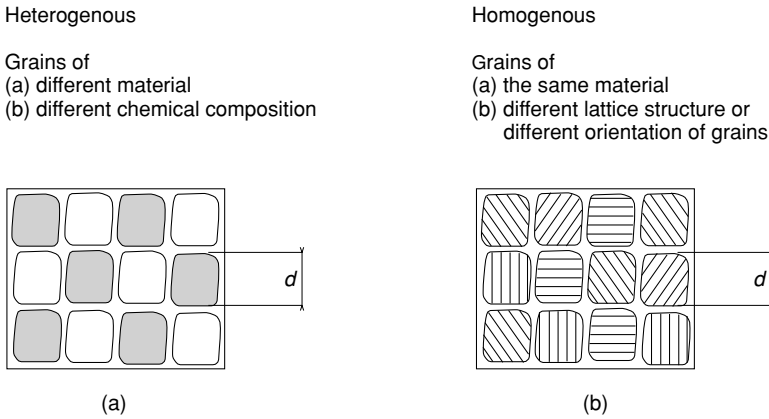 Heterogenous
Grains of
(a) different material
(b) different chemical composition
d
(a)
Homogenous
Grains of
(a) the same material
(b) different lattice structure or
different orientation of grains
d
(b)